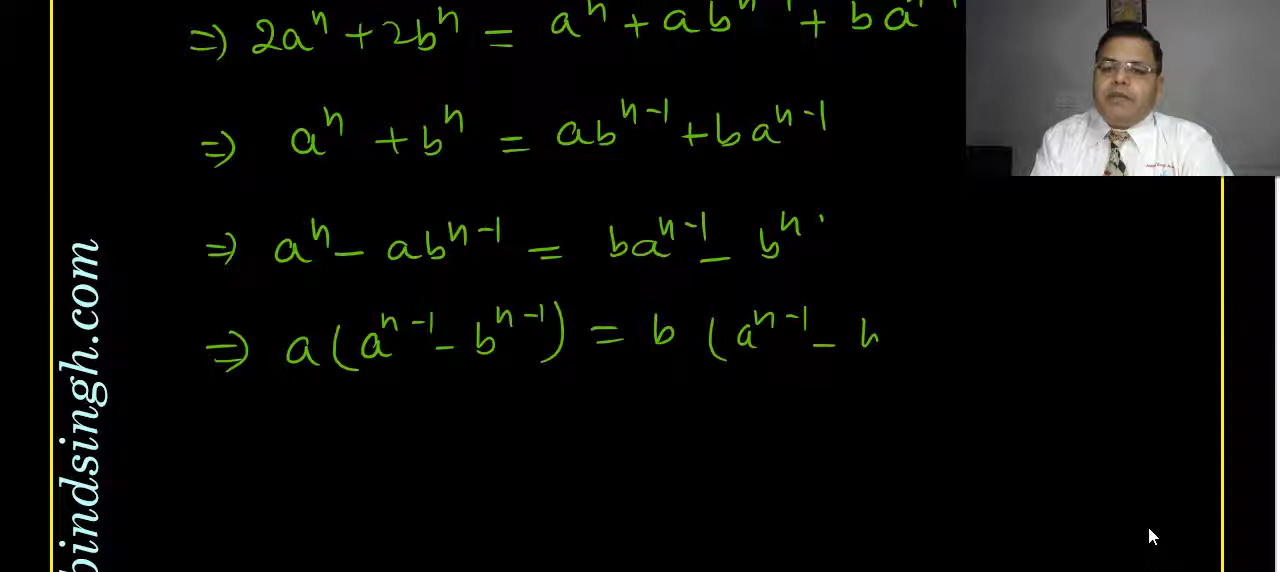 ⇒ 2aⁿ + 2bⁿ = aⁿ + abⁿ⁻¹ + baⁿ⁻¹
⇒ aⁿ + bⁿ = abⁿ⁻¹ + baⁿ⁻¹
⇒ aⁿ - abⁿ⁻¹ = baⁿ⁻¹ - bⁿ
⇒ a(aⁿ⁻¹ - bⁿ⁻¹) = b (aⁿ⁻¹ -
bindsingh.com